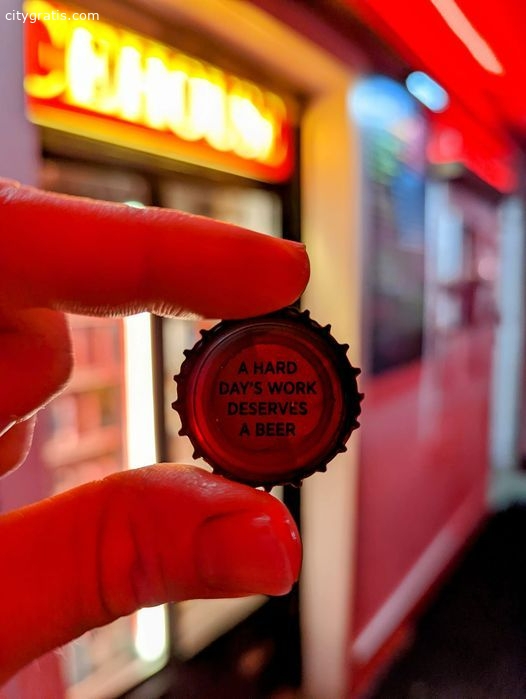 citygratis.com
A HARD
DAY'S WORK
DESERVES
A BEER